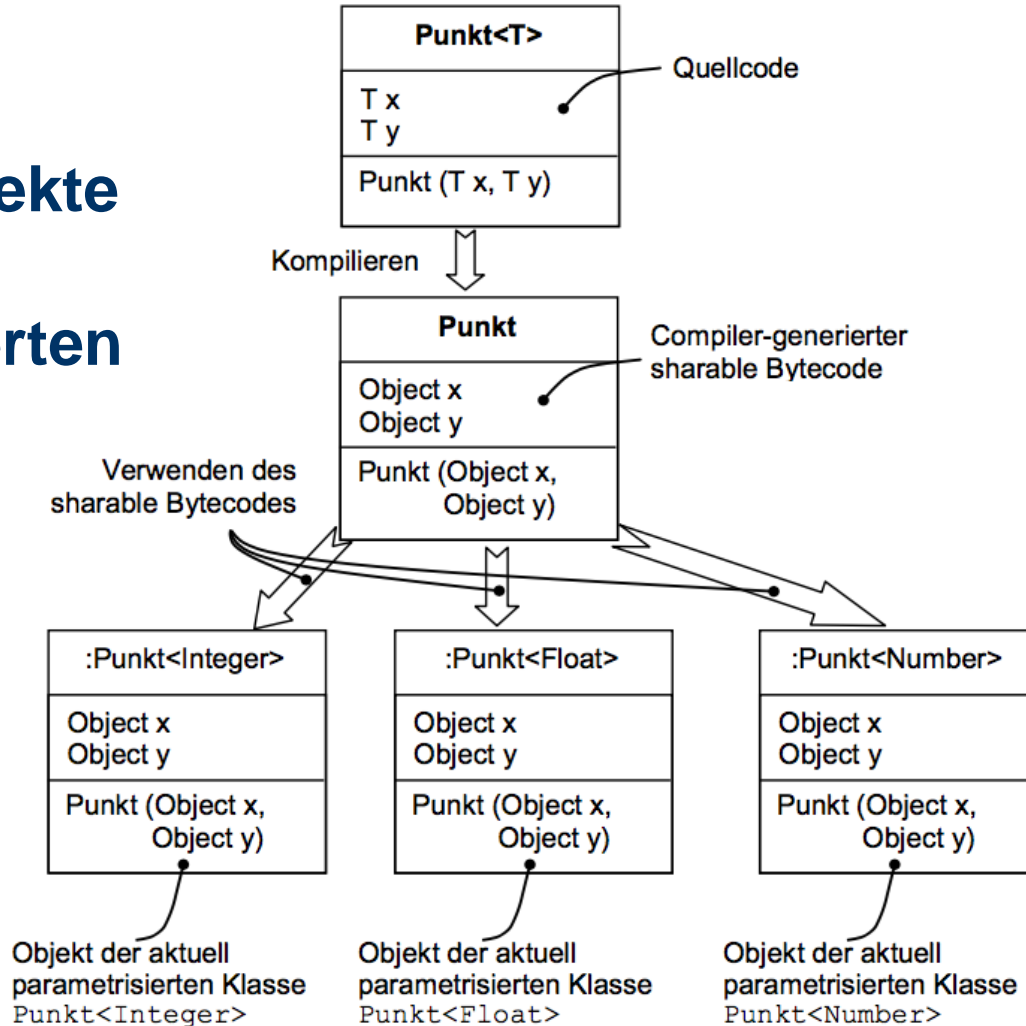 Punkt<T>
Quellcode
T x
T y
Punkt (T x, T y)
ekte
Kompilieren
erten
Punkt
Compiler-generierter
sharable Bytecode
Object x
Object y
Verwenden des
sharable Bytecodes
Punkt (Object x,
Object y)
:Punkt<Integer>
Object x
Object y
Punkt (Object x,
Object y)
Objekt der aktuell
parametrisierten Klasse
Punkt<Integer>
:Punkt<Float>
Object x
Object y
Punkt (Object x,
Object y)
Objekt der aktuell
parametrisierten Klasse
Punkt<Float>
:Punkt<Number>
Object x
Object y
Punkt (Object x,
Object y)
Objekt der aktuell
parametrisierten Klasse
Punkt<Number>